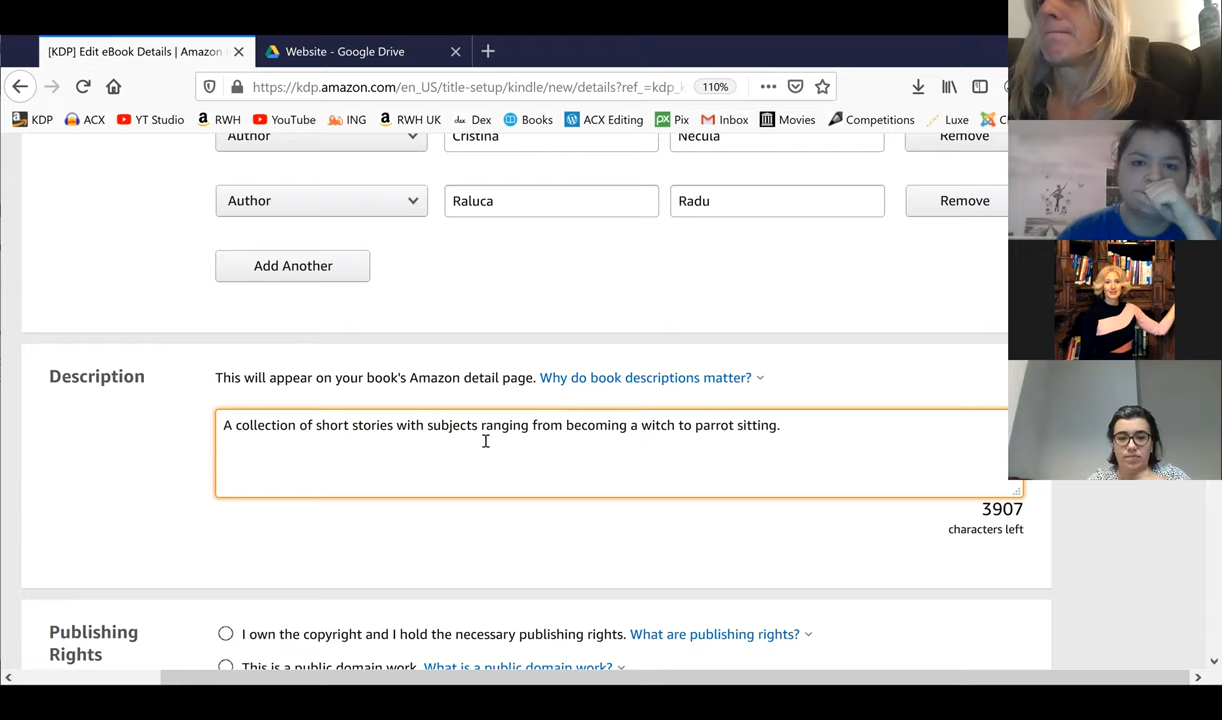 [KDP] Edit eBook Details | Amazon
Website - Google Drive
https://kdp.amazon.com/en_US/title-setup/kindle/new/details?ref_=kdp_
110%
KDP ACX YT Studio RWH YouTube ING RWH UK Dex Books ACX Editing Pix Inbox Movies Competitions Luxe
Author Cristina Necula Remove
Author Raluca Radu Remove
Add Another
Description
This will appear on your book's Amazon detail page. Why do book descriptions matter?
A collection of short stories with subjects ranging from becoming a witch to parrot sitting.
3907
characters left
Publishing
Rights
I own the copyright and I hold the necessary publishing rights. What are publishing rights?
This is a public domain work. What is a public domain work?